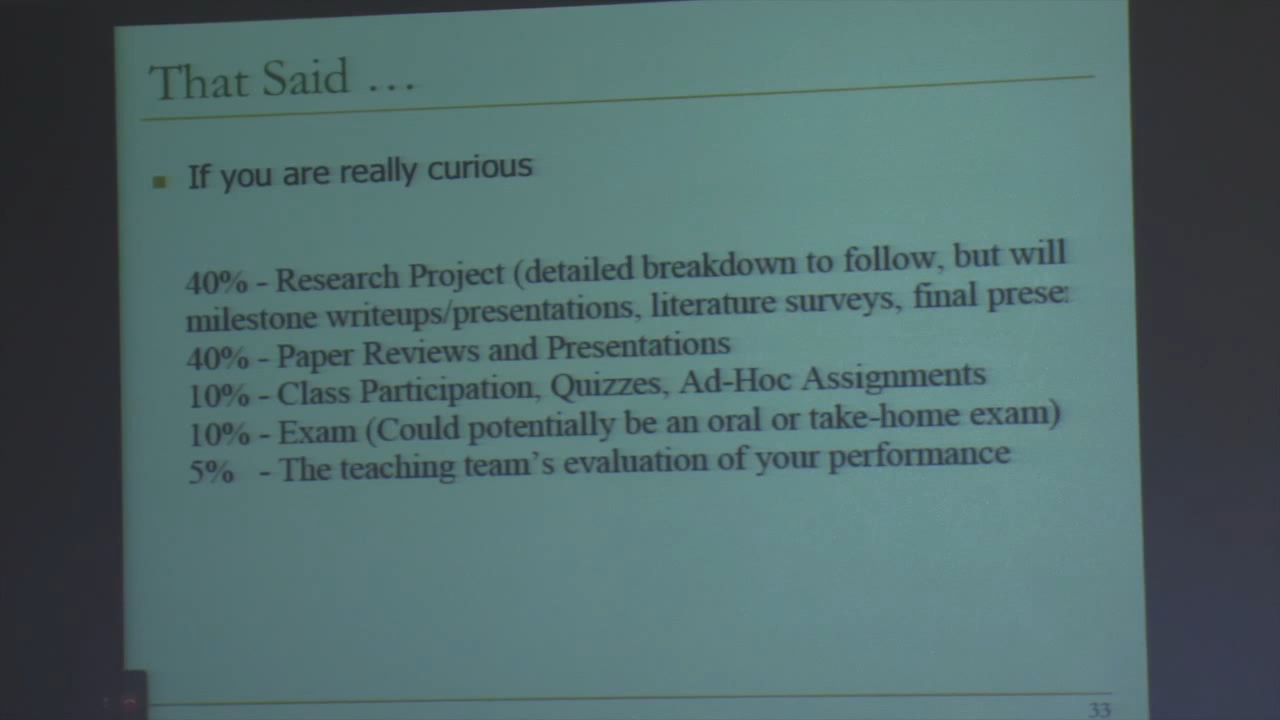 That Said …
▪ If you are really curious
40% - Research Project (detailed breakdown to follow, but will
milestone writeups/presentations, literature surveys, final prese
40% - Paper Reviews and Presentations
10% - Class Participation, Quizzes, Ad-Hoc Assignments
10% - Exam (Could potentially be an oral or take-home exam)
5% - The teaching team's evaluation of your performance
33